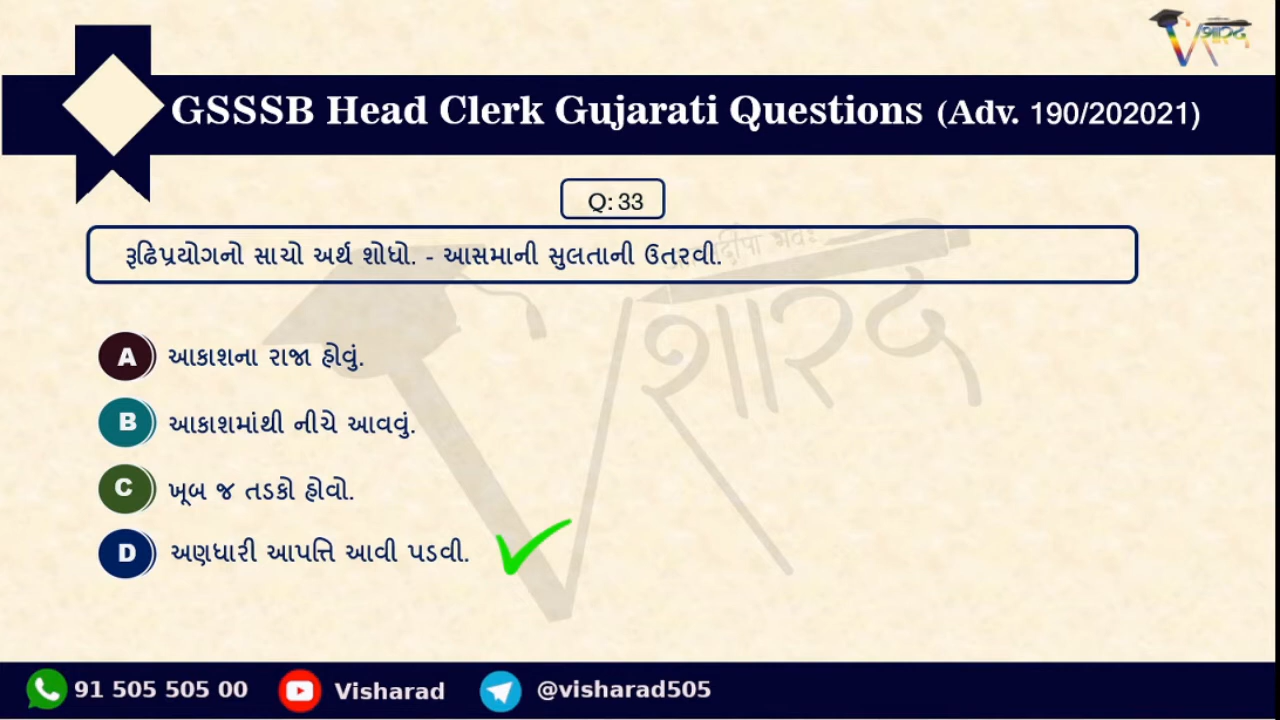 વિશારદ
GSSSB Head Clerk Gujarati Questions (Adv. 190/202021)
Q: 33
રૂઢિપ્રયોગનો સાચો અર્થ શોધો. - આસમાની સુલતાની ઉતરવી.
A આકાશના રાજા હોવું.
B આકાશમાંથી નીચે આવવું.
C ખૂબ જ તડકો હોવો.
D અણધારી આપત્તિ આવી પડવી.
91 505 505 00 Visharad @visharad505